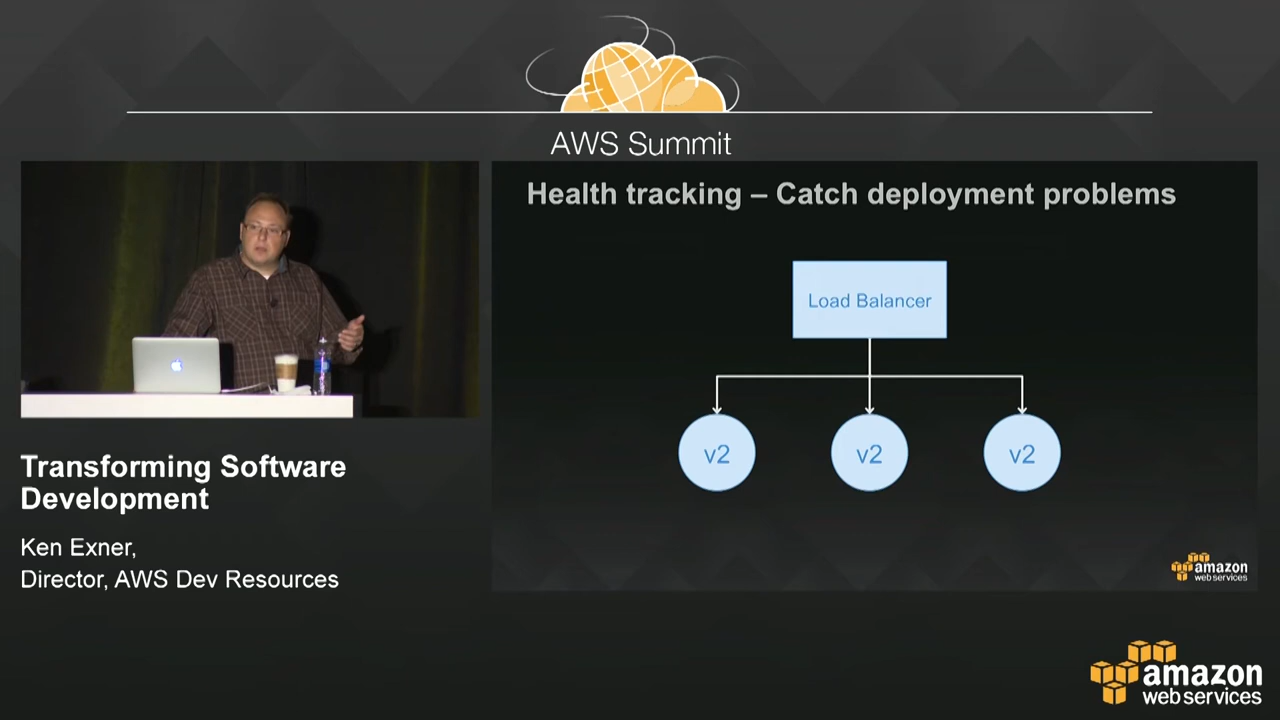 AWS Summit
Health tracking – Catch deployment problems
Load Balancer
v2
v2
v2
amazon
web services
Transforming Software
Development
Ken Exner,
Director, AWS Dev Resources
amazon
web services